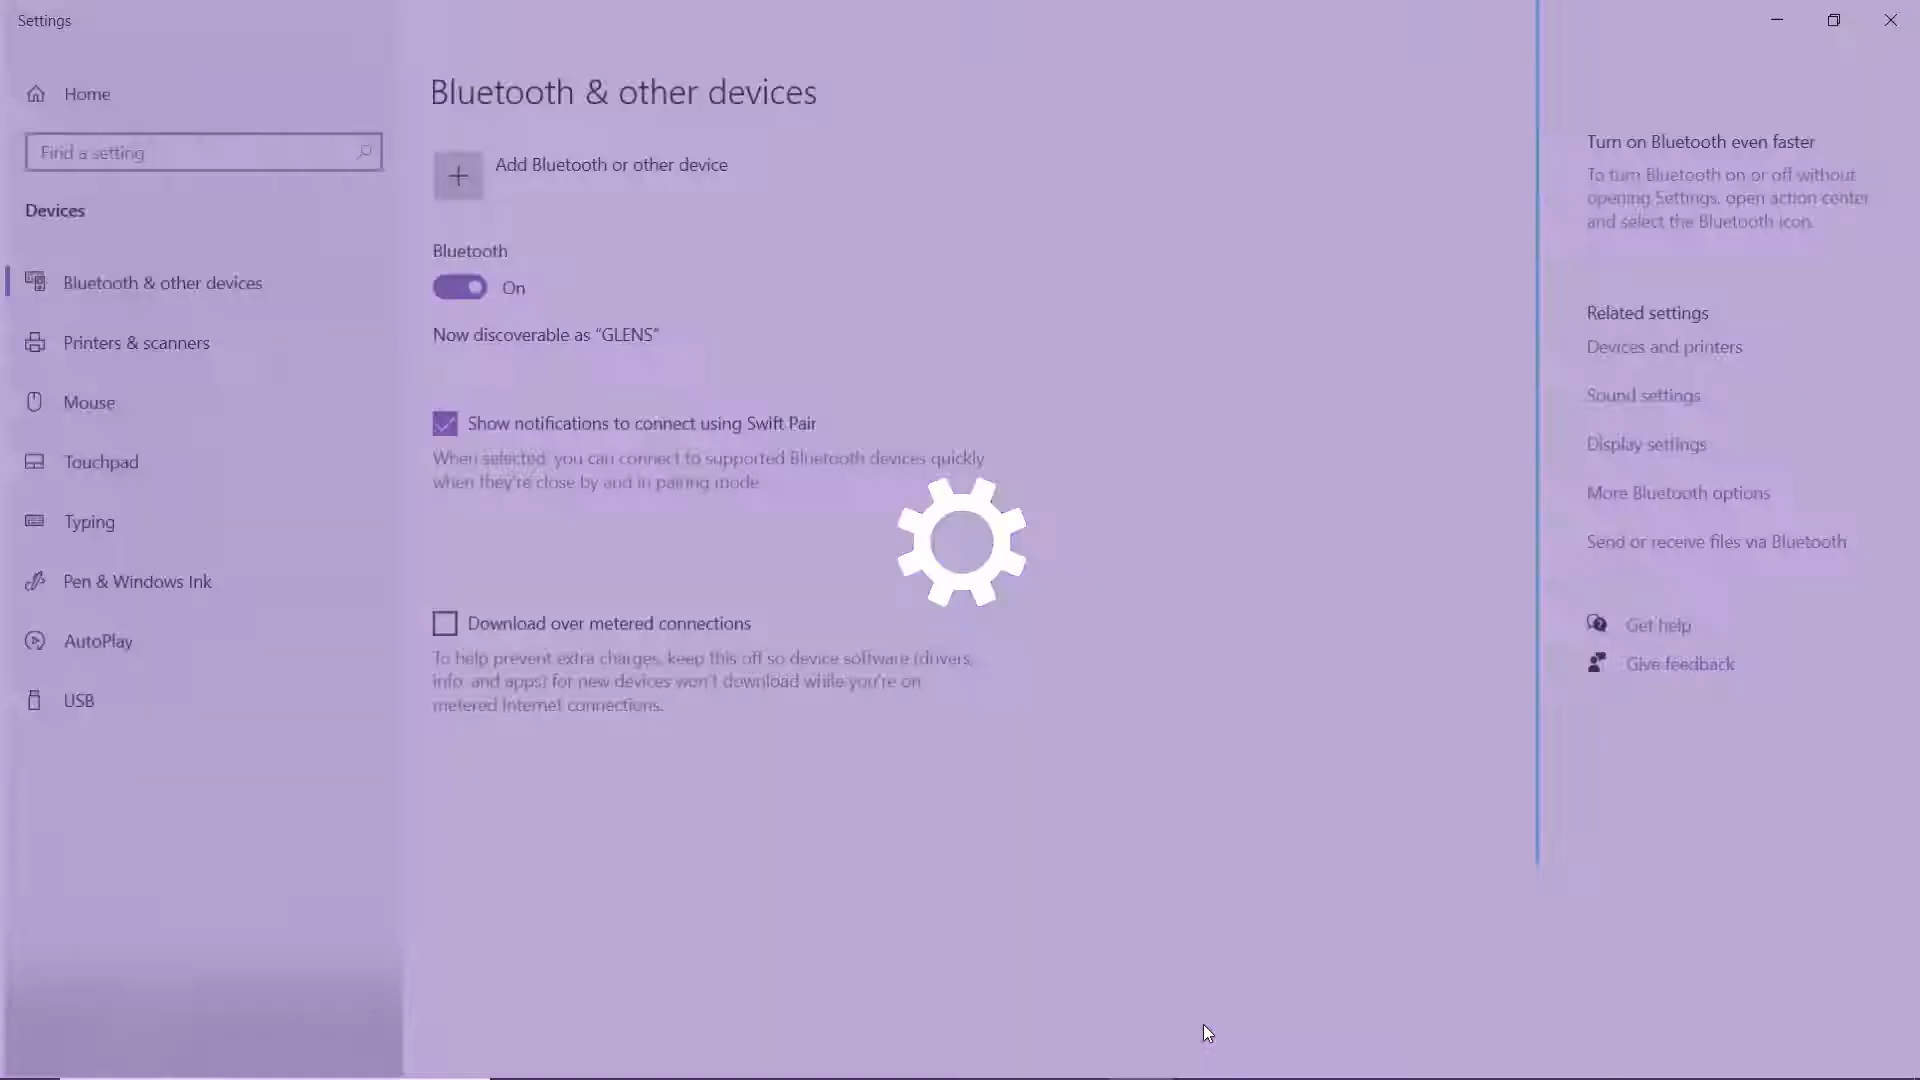 Settings
Home
Find a setting
Devices
Bluetooth & other devices
Printers & scanners
Mouse
Touchpad
Typing
Pen & Windows Ink
AutoPlay
USB
Bluetooth & other devices
Add Bluetooth or other device
Bluetooth
On
Now discoverable as “GLENS”
Show notifications to connect using Swift Pair
When selected, you can connect to supported Bluetooth devices quickly
when they're close by and in pairing mode.
Download over metered connections
To help prevent extra charges, keep this off so device software (drivers,
info, and apps) for new devices won't download while you're on
metered Internet connections.
Turn on Bluetooth even faster
To turn Bluetooth on or off without
opening Settings, open action center
and select the Bluetooth icon.
Related settings
Devices and printers
Sound settings
Display settings
More Bluetooth options
Send or receive files via Bluetooth
Get help
Give feedback